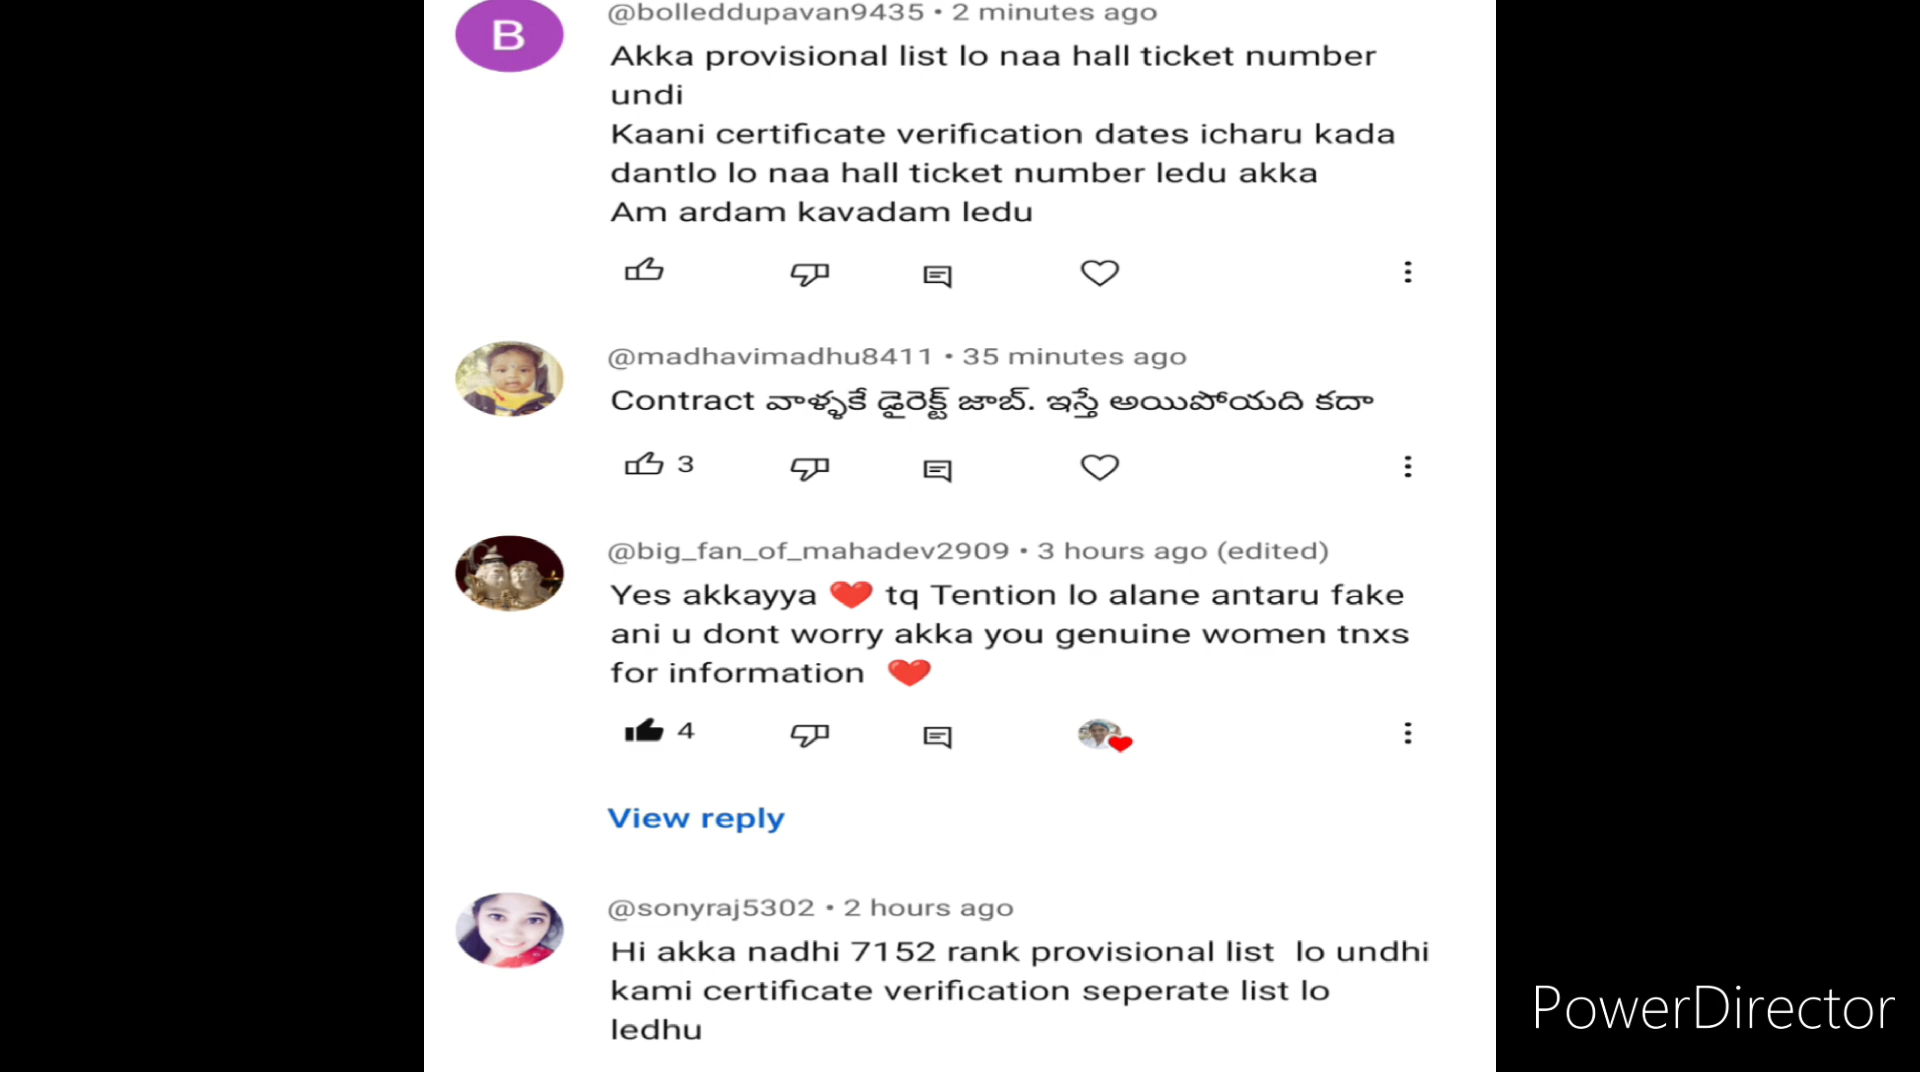 B
@bolleddupavan9435 • 2 minutes ago
Akka provisional list lo naa hall ticket number
undi
Kaani certificate verification dates icharu kada
dantlo lo naa hall ticket number ledu akka
Am ardam kavadam ledu
@madhavimadhu8411 • 35 minutes ago
Contract వాళ్ళకే డైరెక్ట్ జాబ్. ఇస్తే అయిపోయది కదా
3
@big_fan_of_mahadev2909 • 3 hours ago (edited)
Yes akkayya ❤️ tq Tention lo alane antaru fake
ani u dont worry akka you genuine women tnxs
for information ❤️
4
View reply
@sonyraj5302 • 2 hours ago
Hi akka nadhi 7152 rank provisional list lo undhi
kami certificate verification seperate list lo
ledhu
PowerDirector